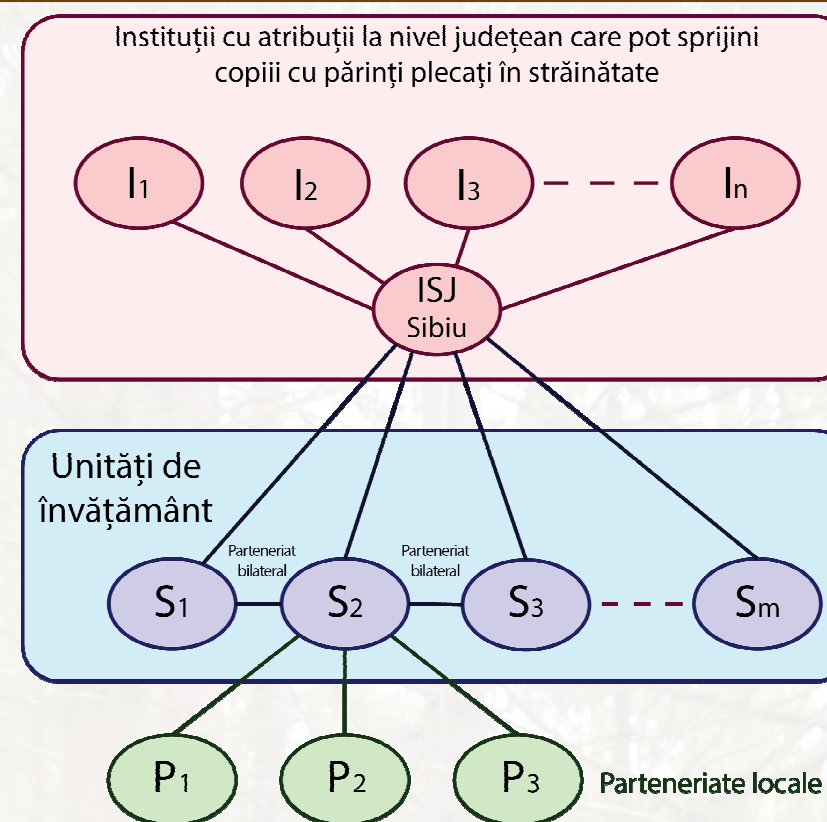 Instituții cu atribuții la nivel județean care pot sprijini
copiii cu părinți plecați în străinătate
I1 I2 I3 In
ISJ
Sibiu
Unități de
învățământ
Parteneriat
bilateral
Parteneriat
bilateral
S1 S2 S3 Sm
P1 P2 P3 Parteneriate locale